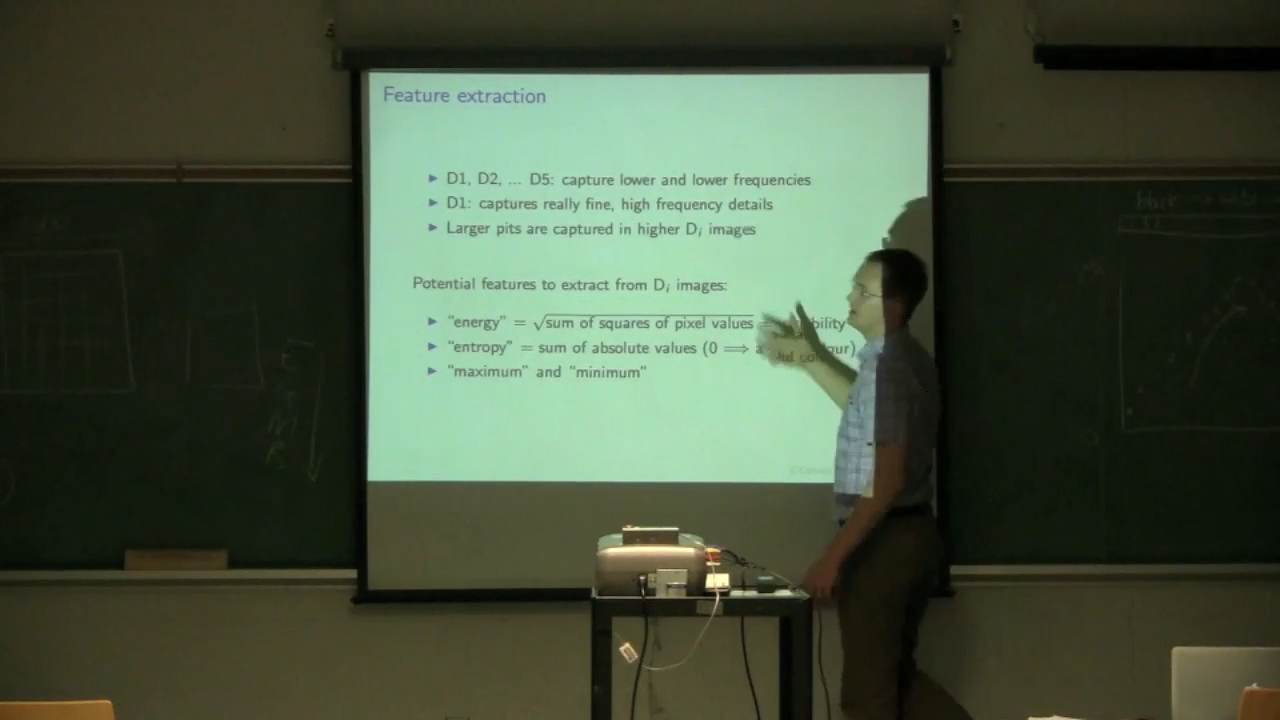 Feature extraction
▶ D1, D2, ... D5: capture lower and lower frequencies
▶ D1: captures really fine, high frequency details
▶ Larger pits are captured in higher Dᵢ images
Potential features to extract from Dᵢ images:
▶ "energy" = √sum of squares of pixel values =
▶ "entropy" = sum of absolute values (0 ⟹ a
▶ "maximum" and "minimum"